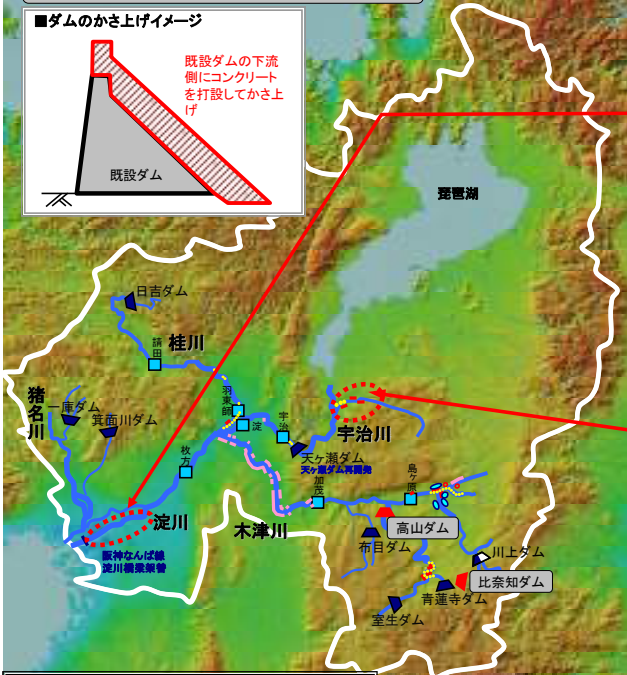 ■ダムのかさ上げイメージ
既設ダムの下流
側にコンクリート
を打設してかさ上
げ
既設ダム
琵琶湖
日吉ダム
請田
桂川
猪名川
一庫ダム
箕面川ダム
羽束師
淀
宇治
宇治川
天ヶ瀬ダム
天ヶ瀬ダム再開発
枚方
淀川
阪神なんば線
淀川橋梁架替
加茂
木津川
島ヶ原
高山ダム
布目ダム
川上ダム
比奈知ダム
青蓮寺ダム
室生ダム